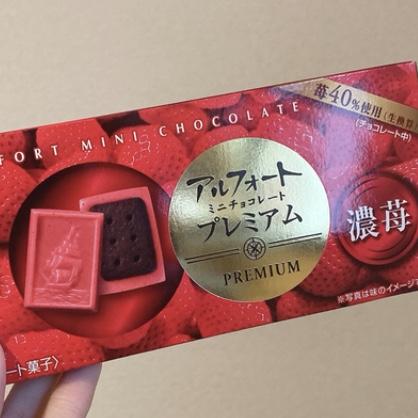 FORT MINI CHOCOLATE
苺40%使用(生換算)
(チョコレート中)
アルフォート
ミニチョコレート
プレミアム
PREMIUM
濃苺
※写真は味のイメージで
ート菓子〉